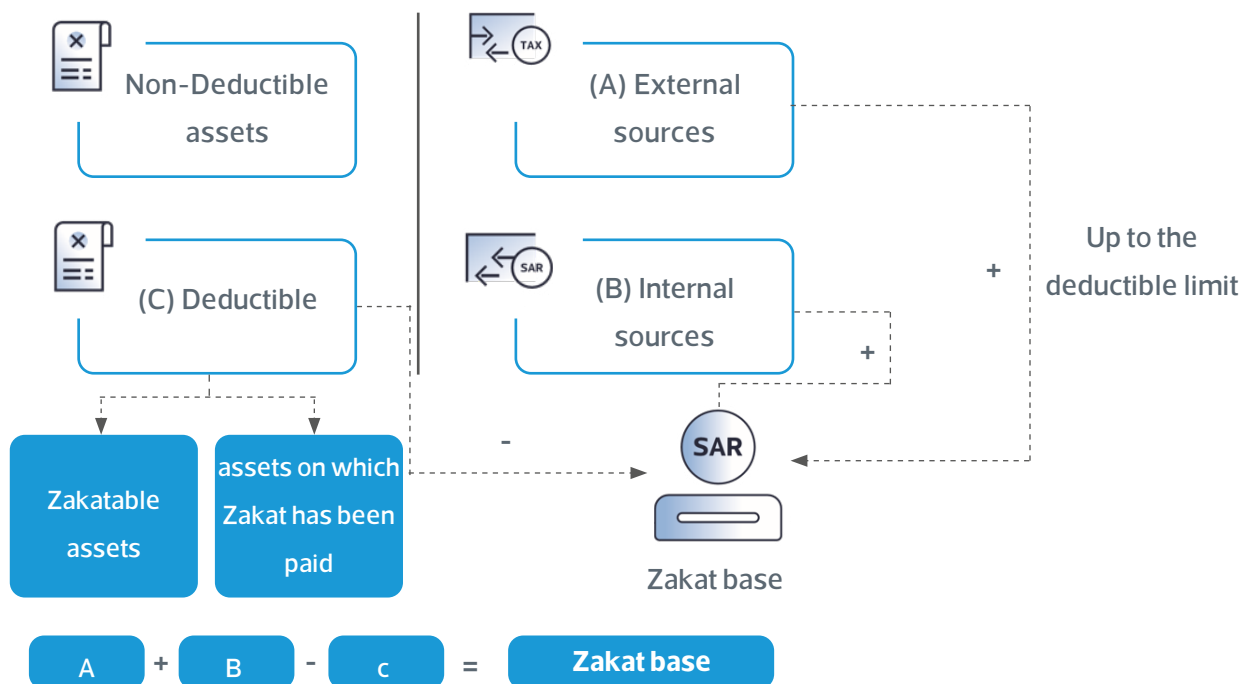 Non-Deductible
assets
TAX
(A) External
sources
(C) Deductible
SAR
(B) Internal
sources
+
+
Up to the
deductible limit
-
SAR
Zakatable
assets
assets on which
Zakat has been
paid
Zakat base
A + B - c = Zakat base